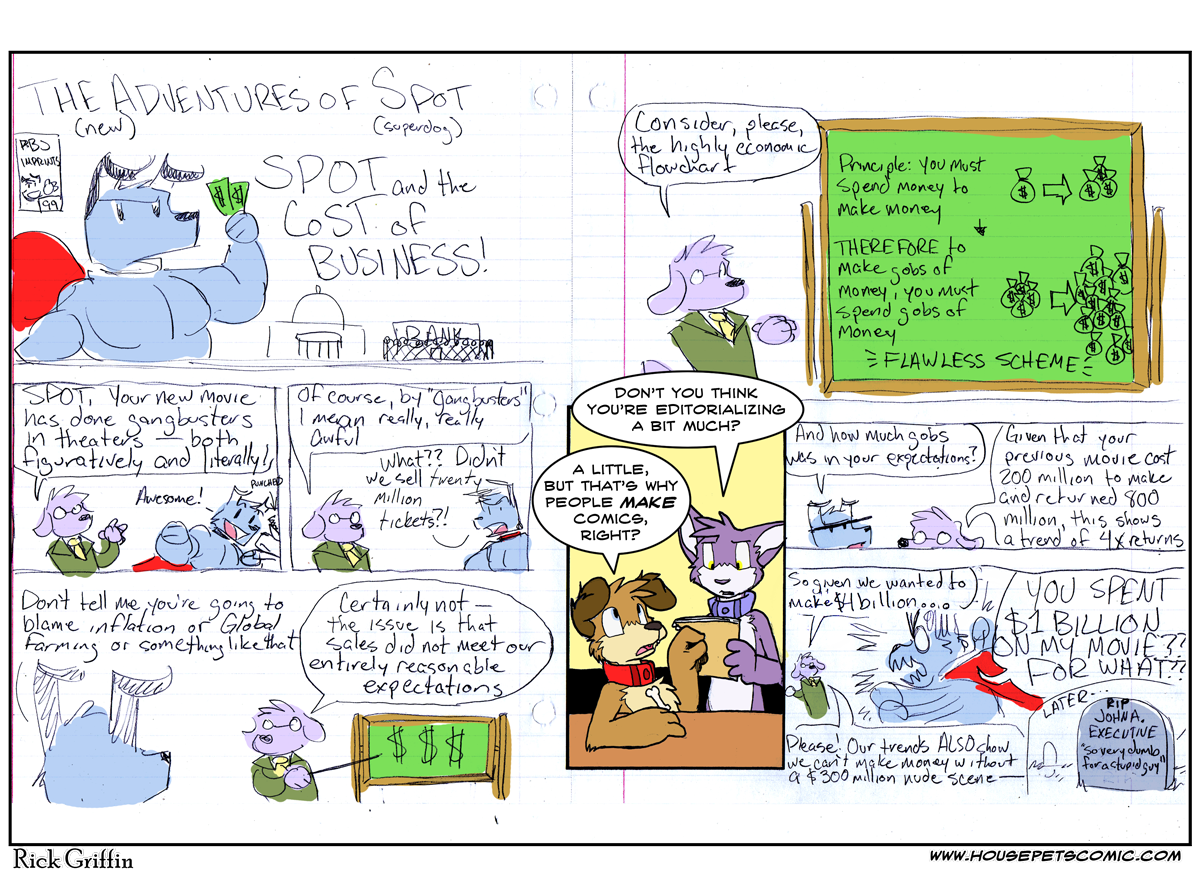 THE ADVENTURES OF SPOT
(new)
(superdog)
IMPRINTS
99
SPOT and the
COST of
BUSINESS!
BANK
SPOT, Your new movie
has done gangbusters
in theaters — both
figuratively and literally!
Awesome!
PUNCHED
Of course, by "gangbusters"
I mean really, really
awful
What?? Didn't
we sell twenty
million
tickets?!
Don't tell me you're going to
blame inflation or Global
Farming or something like that
Certainly not —
the issue is that
sales did not meet our
entirely reasonable
expectations
$ $ $
Consider, please,
the highly economic
flowchart
Principle: you must
spend money to
make money
THEREFORE to
make gobs of
money, you must
spend gobs of
money
FLAWLESS SCHEME
DON'T YOU THINK
YOU'RE EDITORIALIZING
A BIT MUCH?
A LITTLE,
BUT THAT'S WHY
PEOPLE MAKE
COMICS,
RIGHT?
And how much gobs
was in your expectations?
Given that your
previous movie cost
200 million to make
and returned 800
million, this shows
a trend of 4x returns
So given we wanted to
make $1 billion....
YOU SPENT
$1 BILLION
ON MY MOVIE??
FOR WHAT??
Please! Our trends ALSO show
we can't make money without
a $300 million nude scene —
LATER...
RIP
JOHN A.
EXECUTIVE
"so very dumb,
for a stupid guy"
Rick Griffin
WWW.HOUSEPETSCOMIC.COM